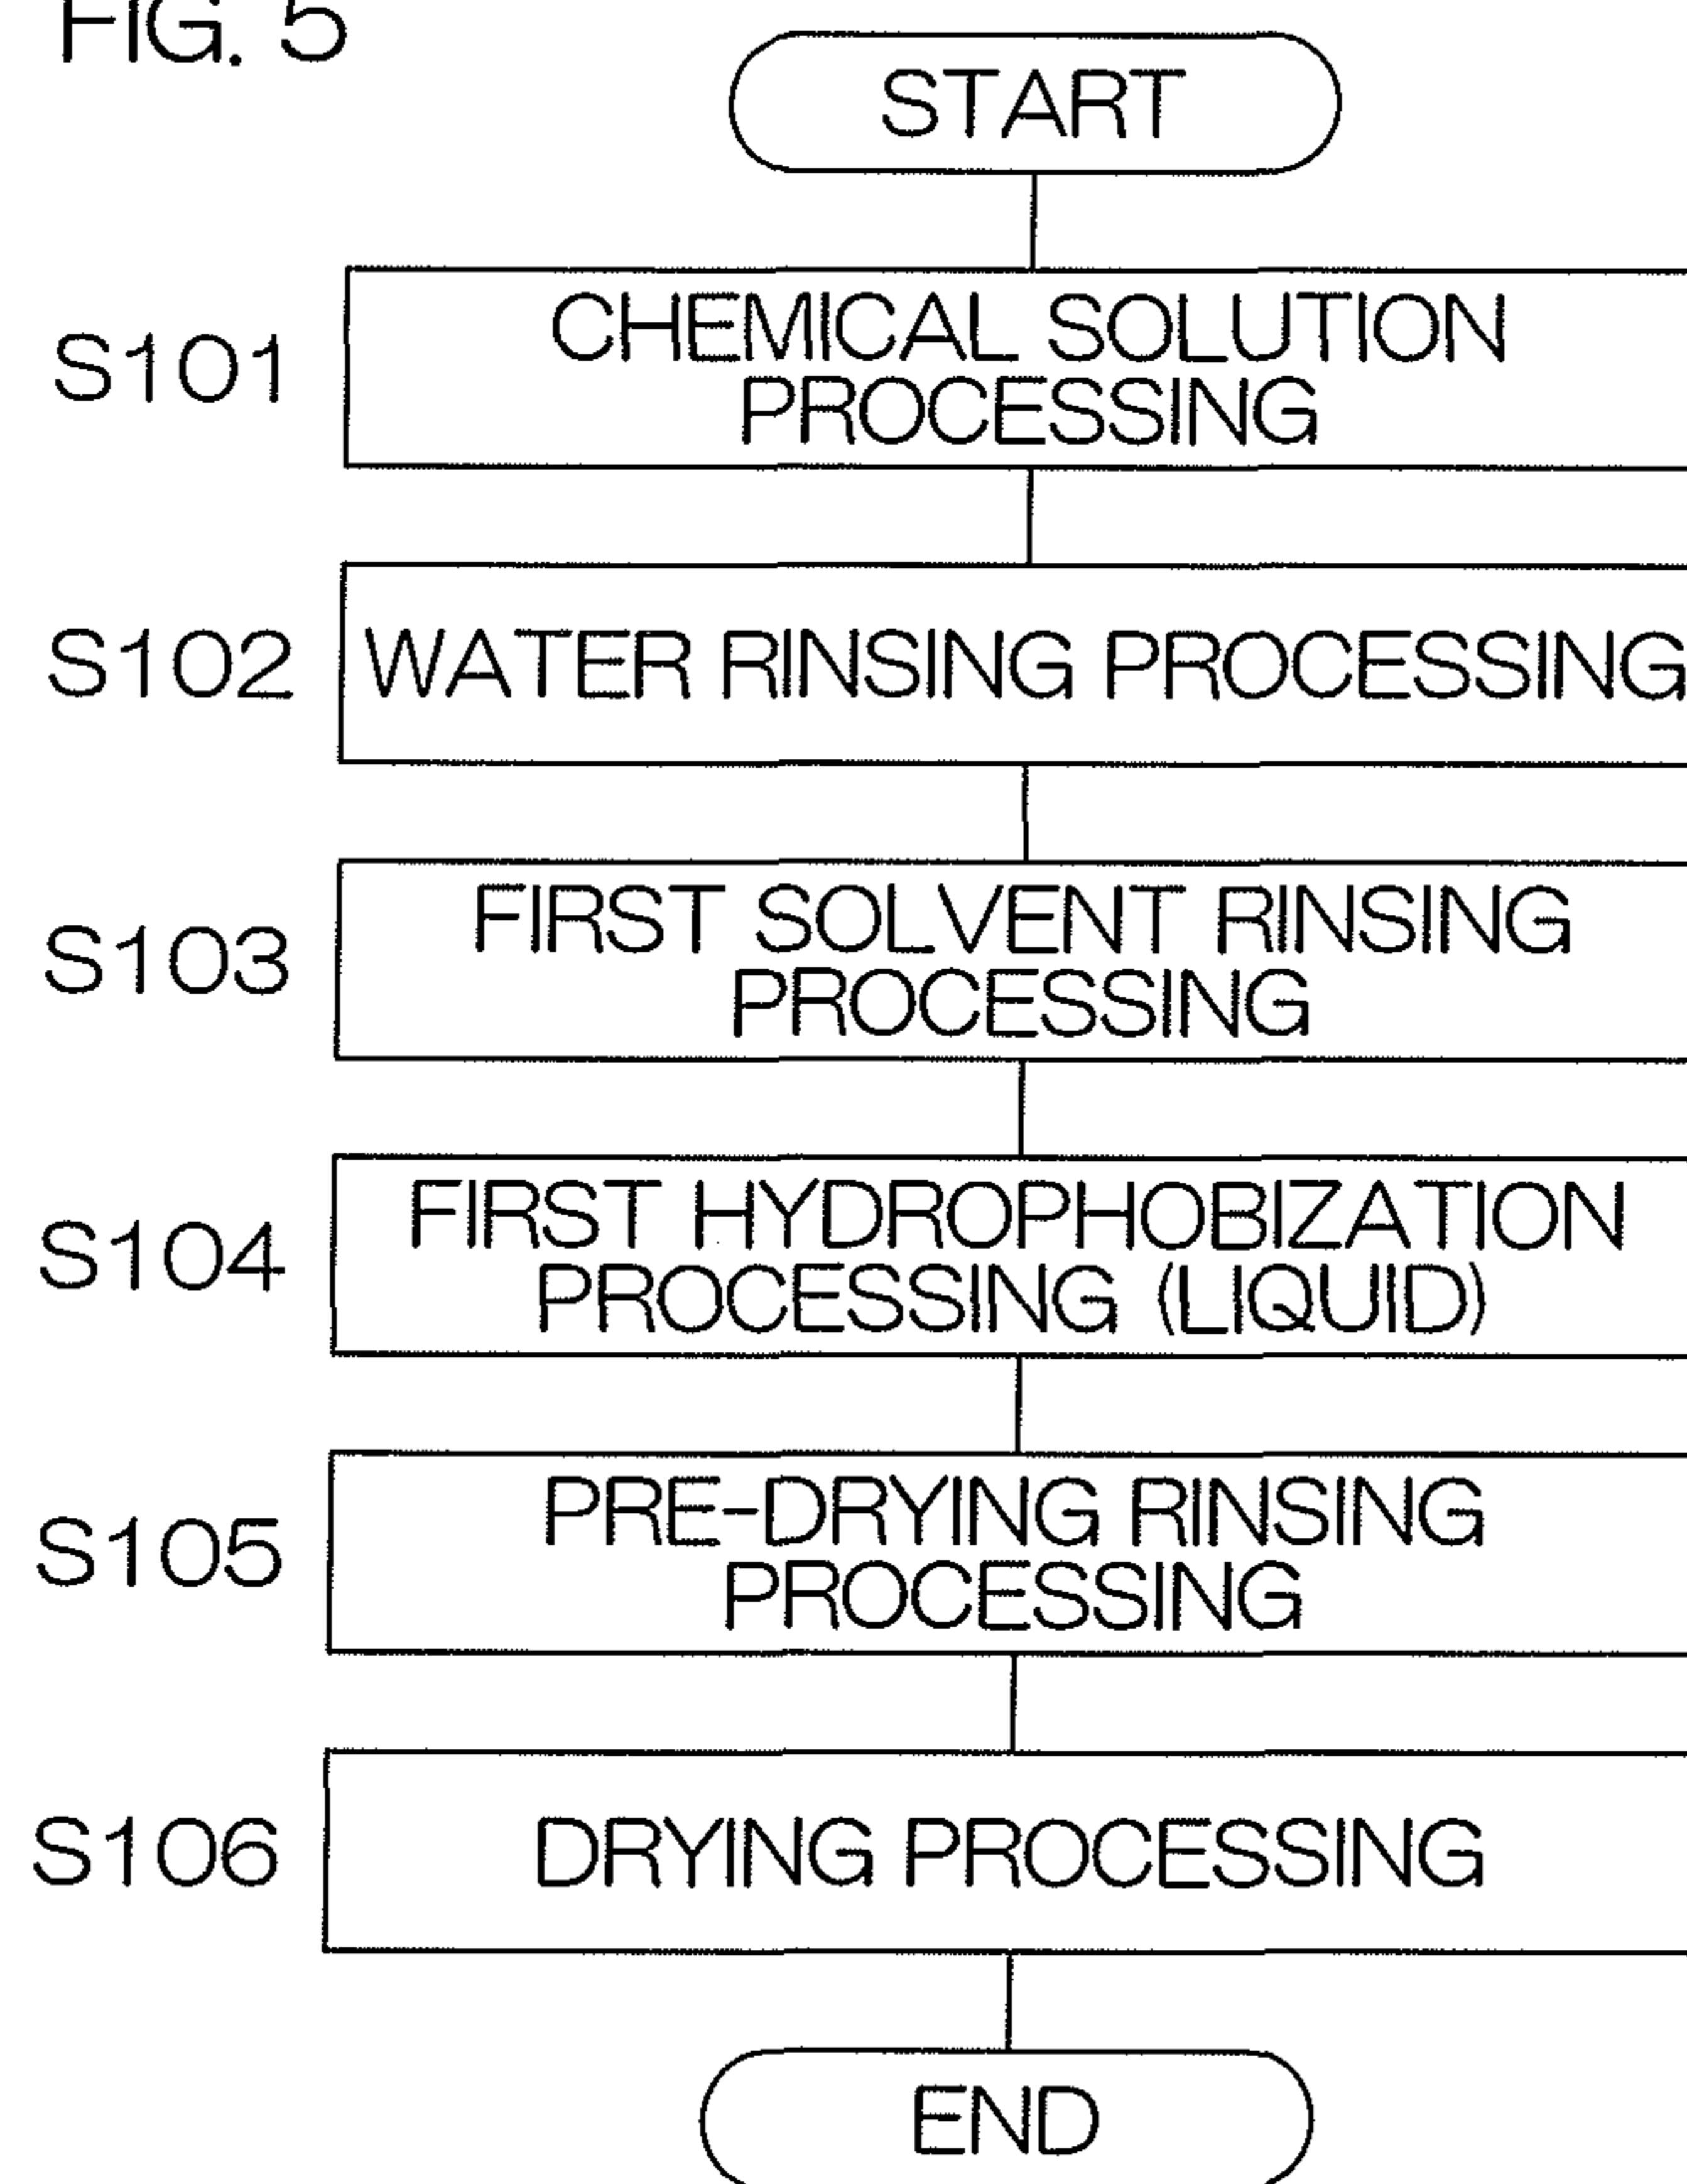 FIG. 5
START
S101
CHEMICAL SOLUTION
PROCESSING
S102
WATER RINSING PROCESSING
S103
FIRST SOLVENT RINSING
PROCESSING
S104
FIRST HYDROPHOBIZATION
PROCESSING (LIQUID)
S105
PRE-DRYING RINSING
PROCESSING
S106
DRYING PROCESSING
END